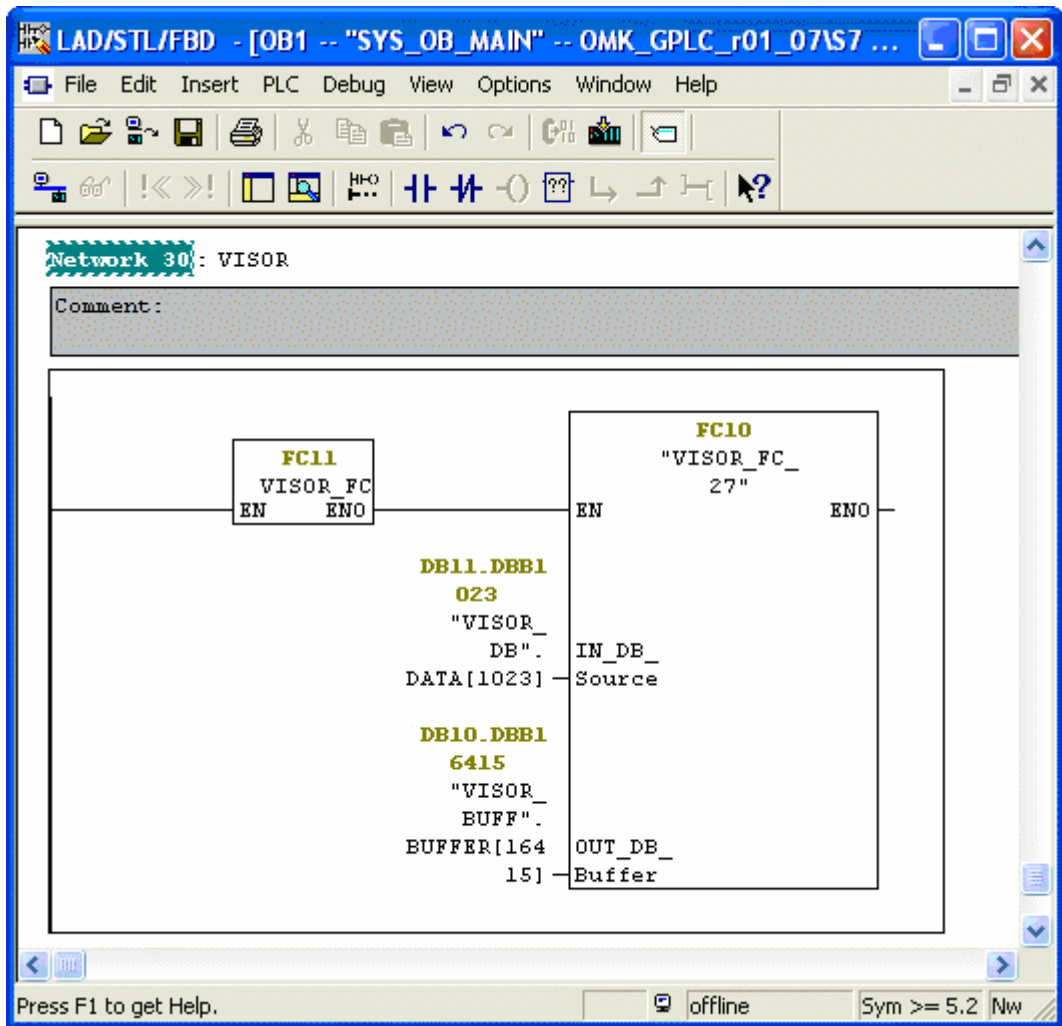 LAD/STL/FBD - [OB1 -- "SYS_OB_MAIN" -- OMK_GPLC_r01_07\S7 ...
File Edit Insert PLC Debug View Options Window Help
Network 30: VISOR
Comment:
FC11
VISOR_FC
EN ENO
FC10
"VISOR_FC_
27"
EN ENO
DB11.DBB1
023
"VISOR_
DB".
DATA[1023]
IN_DB_
Source
DB10.DBB1
6415
"VISOR_
BUFF".
BUFFER[164
15]
OUT_DB_
Buffer
Press F1 to get Help.
offline
Sym >= 5.2
Nw